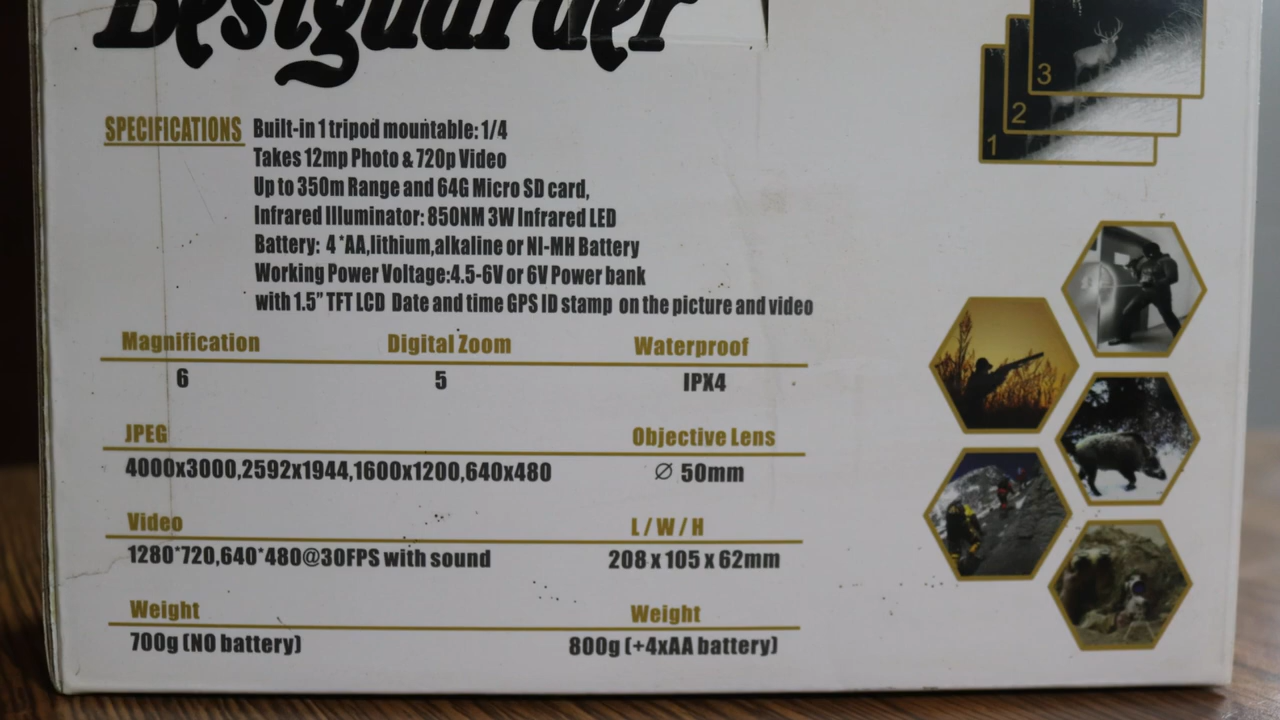 Bestguarder
3
2
1
SPECIFICATIONS Built-in 1 tripod mountable: 1/4
Takes 12mp Photo & 720p Video
Up to 350m Range and 64G Micro SD card,
Infrared Illuminator: 850NM 3W Infrared LED
Battery: 4*AA,lithium,alkaline or NI-MH Battery
Working Power Voltage:4.5-6V or 6V Power bank
with 1.5” TFT LCD Date and time GPS ID stamp on the picture and video
Magnification Digital Zoom Waterproof
6 5 IPX4
JPEG Objective Lens
4000x3000,2592x1944,1600x1200,640x480 Ø 50mm
Video L / W / H
1280*720,640*480@30FPS with sound 208 x 105 x 62mm
Weight Weight
700g (NO battery) 800g (+4xAA battery)